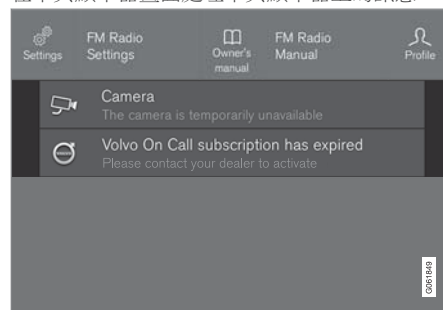 Settings
FM Radio
Settings
Owner's
manual
FM Radio
Manual
Profile
Camera
The camera is temporarily unavailable
Volvo On Call subscription has expired
Please contact your dealer to activate
G061849